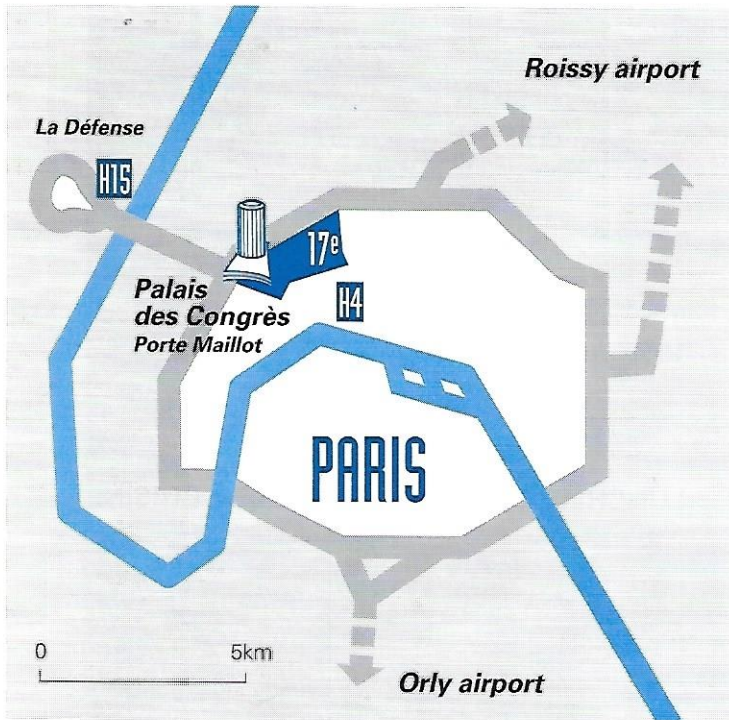 Roissy airport
La Défense
H15
17e
Palais
des Congrès
Porte Maillot
H4
PARIS
0 5km
Orly airport